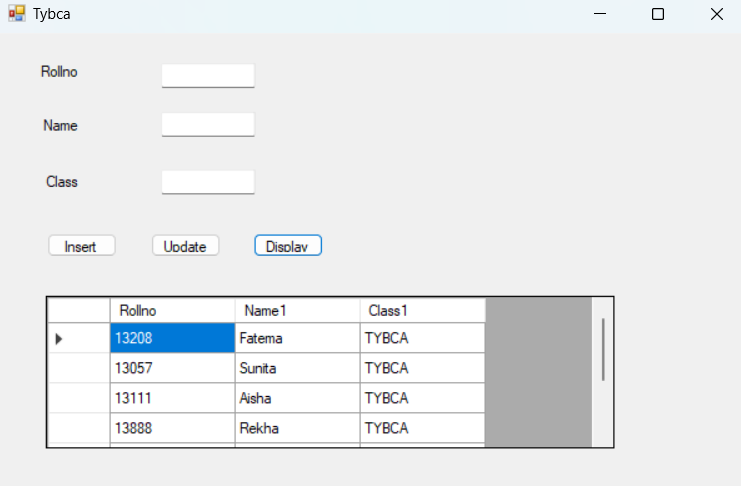 Tybca
Rollno
Name
Class
Insert Update Display
Rollno Name1 Class1
13208 Fatema TYBCA
13057 Sunita TYBCA
13111 Aisha TYBCA
13888 Rekha TYBCA